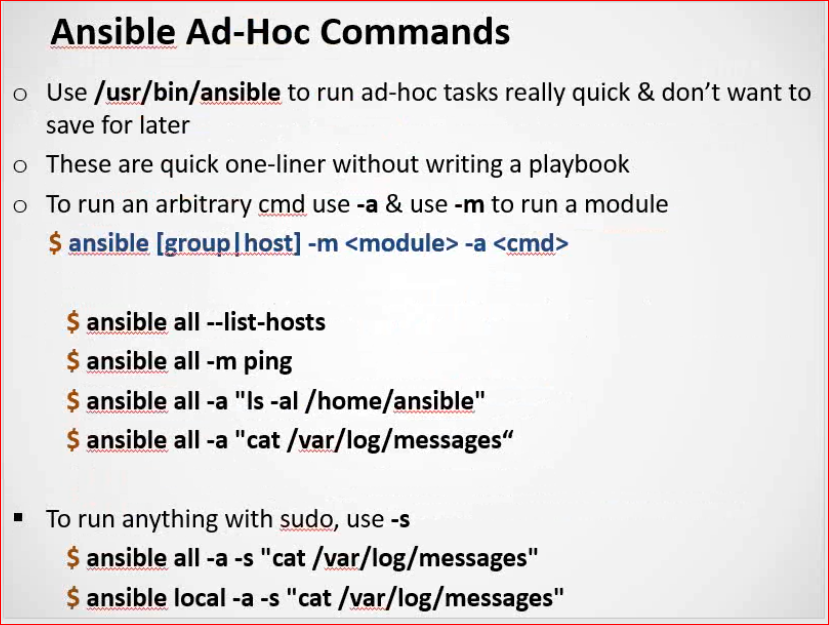 Ansible Ad-Hoc Commands
o Use /usr/bin/ansible to run ad-hoc tasks really quick & don’t want to
save for later
o These are quick one-liner without writing a playbook
o To run an arbitrary cmd use -a & use -m to run a module
$ ansible [group|host] -m <module> -a <cmd>
$ ansible all --list-hosts
$ ansible all -m ping
$ ansible all -a "ls -al /home/ansible"
$ ansible all -a "cat /var/log/messages“
▪ To run anything with sudo, use -s
$ ansible all -a -s "cat /var/log/messages"
$ ansible local -a -s "cat /var/log/messages"